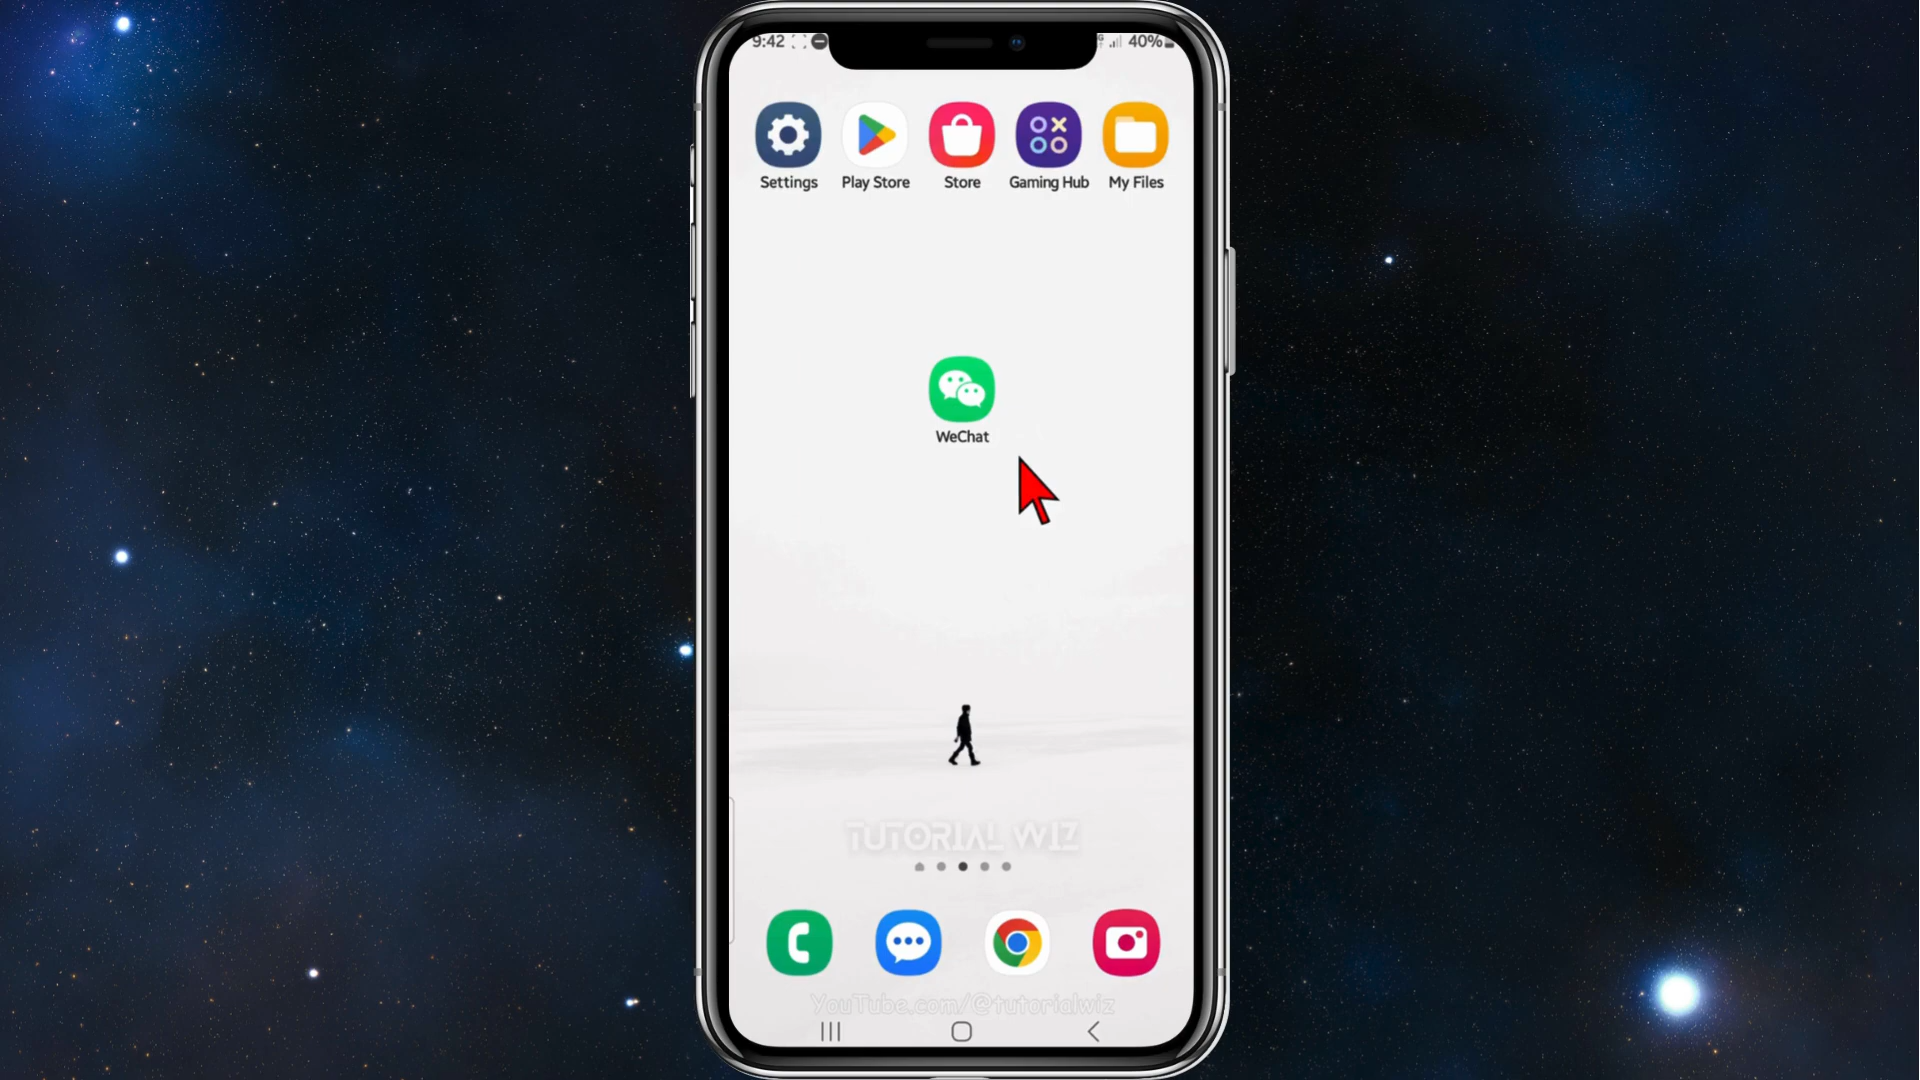 9:42 40%
Settings Play Store Store Gaming Hub My Files
WeChat
TUTORIAL WIZ
YouTube.com/@tutorialwiz